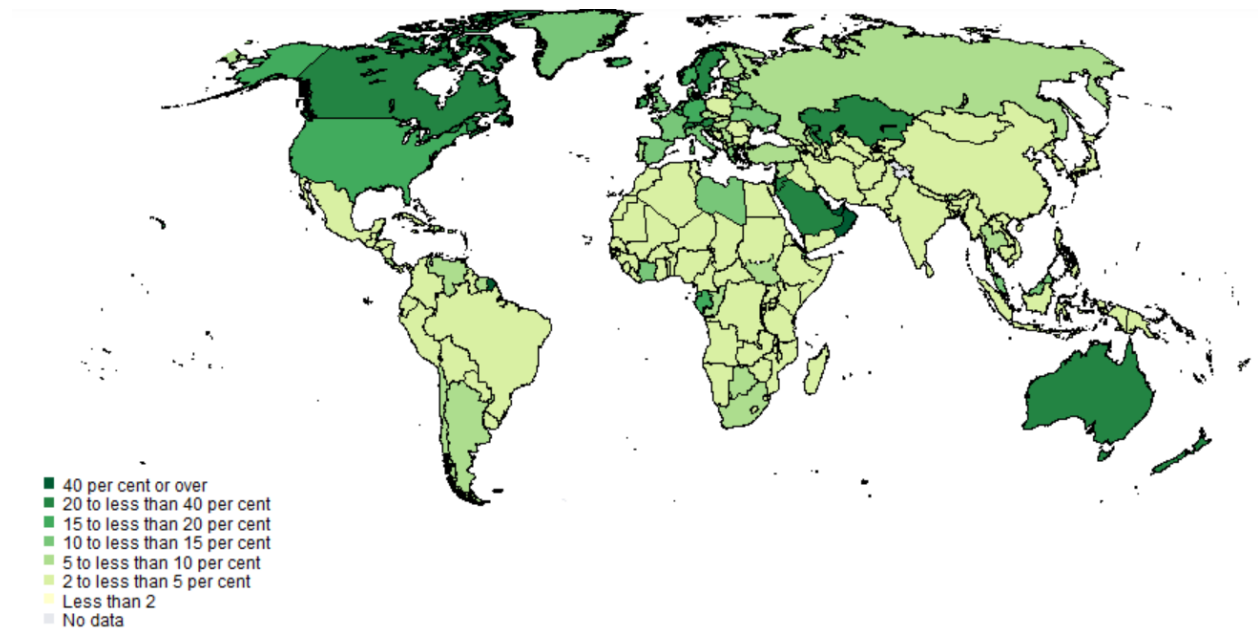 40 per cent or over
20 to less than 40 per cent
15 to less than 20 per cent
10 to less than 15 per cent
5 to less than 10 per cent
2 to less than 5 per cent
Less than 2
No data